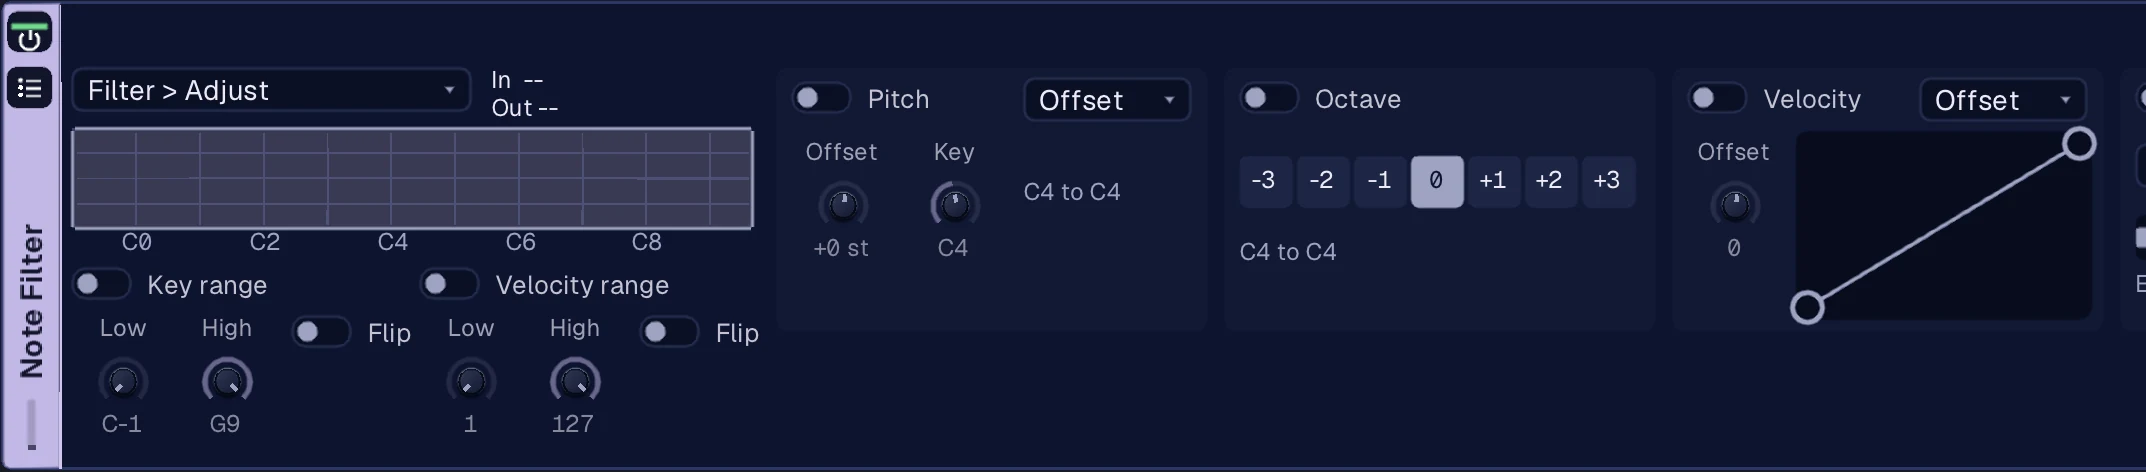 Note Filter
Filter > Adjust
In --
Out --
C0 C2 C4 C6 C8
Key range
Low High Flip
C-1 G9
Velocity range
Low High Flip
1 127
Pitch Offset
Offset Key
C4 to C4
+0 st C4
Octave
-3 -2 -1 0 +1 +2 +3
C4 to C4
Velocity Offset
Offset
0